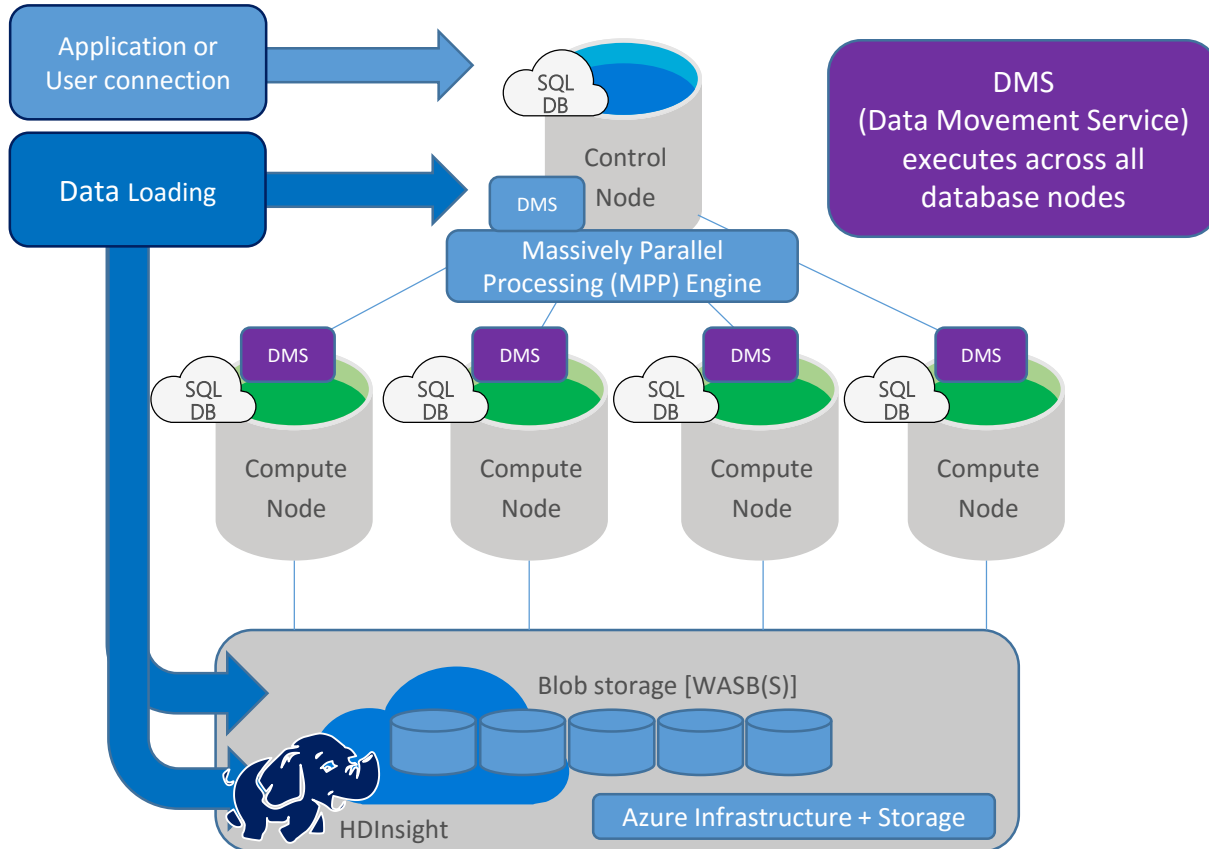 Application or
User connection
SQL
DB
Control
Node
DMS
(Data Movement Service)
executes across all
database nodes
Data Loading
DMS
Massively Parallel
Processing (MPP) Engine
DMS
SQL
DB
Compute
Node
DMS
SQL
DB
Compute
Node
DMS
SQL
DB
Compute
Node
DMS
SQL
DB
Compute
Node
Blob storage [WASB(S)]
HDInsight
Azure Infrastructure + Storage